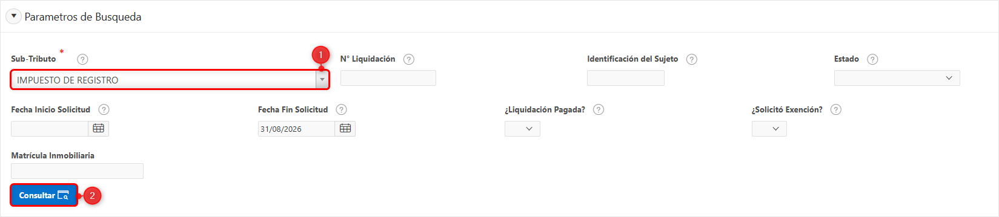 Parametros de Busqueda
Sub-Tributo * ?
1
N° Liquidación ?
Identificación del Sujeto ?
Estado ?
IMPUESTO DE REGISTRO
Fecha Inicio Solicitud ?
Fecha Fin Solicitud ?
¿Liquidación Pagada? ?
¿Solicitó Exención? ?
31/08/2026
Matrícula Inmobiliaria
Consultar
2